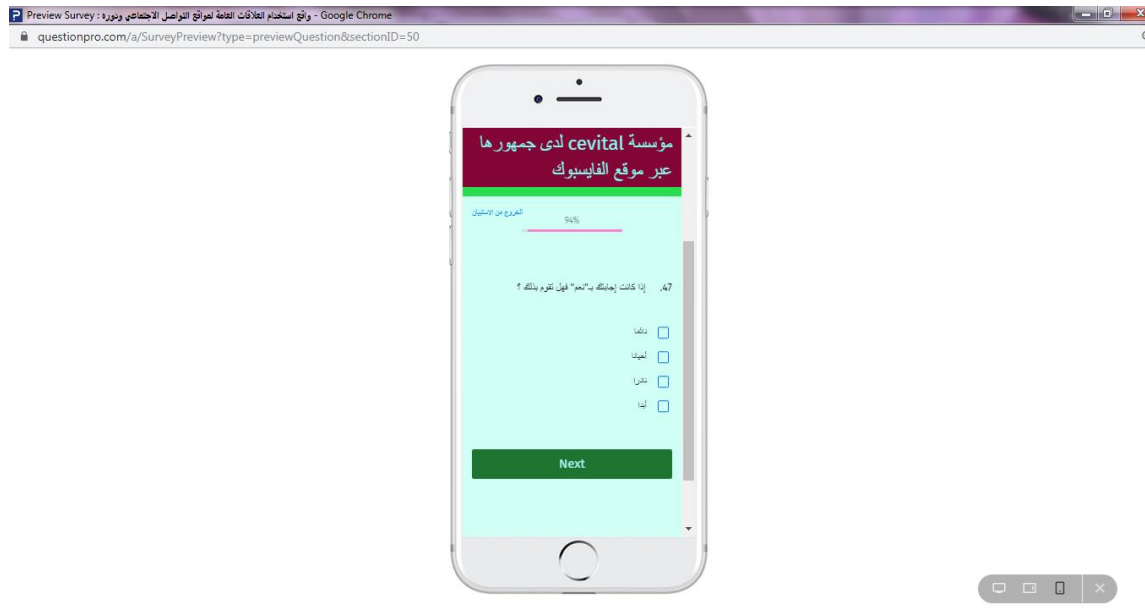 Preview Survey : واقع استخدام العلاقات العامة لمواقع التواصل الاجتماعي ودوره - Google Chrome
questionpro.com/a/SurveyPreview?type=previewQuestion&sectionID=50
مؤسسة cevital لدى جمهورها
عبر موقع الفايسبوك
الخروج من الاستبيان
94%
47. إذا كانت إجابتك بـ"نعم" فهل تقوم بذلك ؟
دائما
أحيانا
نادرا
أبدا
Next